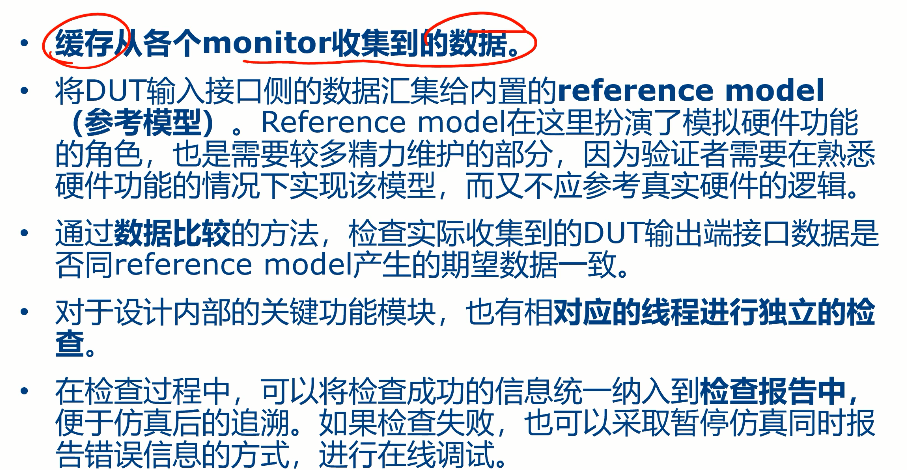 • 缓存从各个monitor收集到的数据。
• 将DUT输入接口侧的数据汇集给内置的reference model
（参考模型）。Reference model在这里扮演了模拟硬件功能
的角色，也是需要较多精力维护的部分，因为验证者需要在熟悉
硬件功能的情况下实现该模型，而又不应参考真实硬件的逻辑。
• 通过数据比较的方法，检查实际收集到的DUT输出端接口数据是
否同reference model产生的期望数据一致。
• 对于设计内部的关键功能模块，也有相对应的线程进行独立的检
查。
• 在检查过程中，可以将检查成功的信息统一纳入到检查报告中，
便于仿真后的追溯。如果检查失败，也可以采取暂停仿真同时报
告错误信息的方式，进行在线调试。